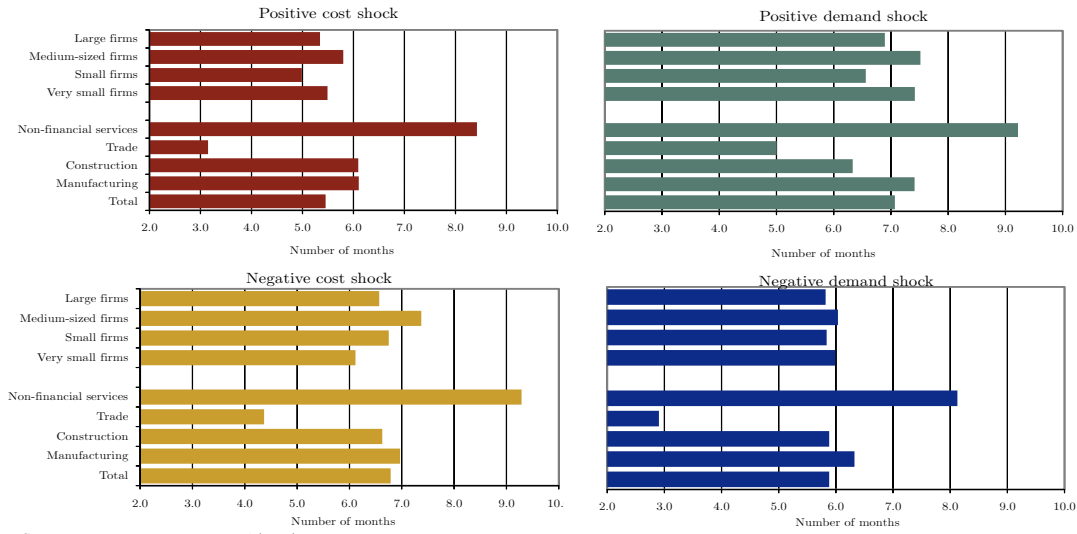 Positive cost shock
Large firms
Medium-sized firms
Small firms
Very small firms
Non-financial services
Trade
Construction
Manufacturing
Total
2.0 3.0 4.0 5.0 6.0 7.0 8.0 9.0 10.0
Number of months
Positive demand shock
2.0 3.0 4.0 5.0 6.0 7.0 8.0 9.0 10.0
Number of months
Negative cost shock
Large firms
Medium-sized firms
Small firms
Very small firms
Non-financial services
Trade
Construction
Manufacturing
Total
2.0 3.0 4.0 5.0 6.0 7.0 8.0 9.0 10.
Number of months
Negative demand shock
2.0 3.0 4.0 5.0 6.0 7.0 8.0 9.0 10.0
Number of months